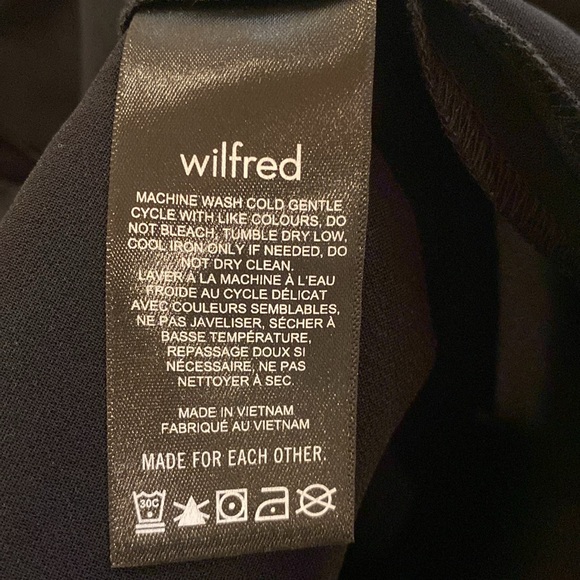 wilfred
MACHINE WASH COLD GENTLE
CYCLE WITH LIKE COLOURS, DO
NOT BLEACH, TUMBLE DRY LOW,
COOL IRON ONLY IF NEEDED, DO
NOT DRY CLEAN.
LAVER À LA MACHINE À L'EAU
FROIDE AU CYCLE DÉLICAT
AVEC COULEURS SEMBLABLES,
NE PAS JAVELISER, SÉCHER À
BASSE TEMPÉRATURE,
REPASSAGE DOUX SI
NÉCESSAIRE, NE PAS
NETTOYER À SEC.
MADE IN VIETNAM
FABRIQUÉ AU VIETNAM
MADE FOR EACH OTHER.
30C